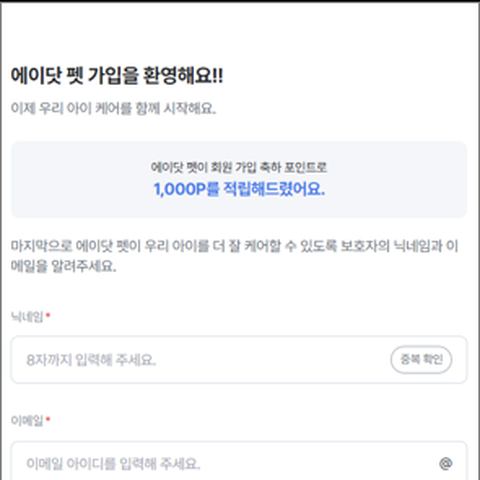 에이닷 펫 가입을 환영해요!!
이제 우리 아이 케어를 함께 시작해요.
에이닷 펫이 회원 가입 축하 포인트로
1,000P를 적립해드렸어요.
마지막으로 에이닷 펫이 우리 아이를 더 잘 케어할 수 있도록 보호자의 닉네임과 이
메일을 알려주세요.
닉네임*
8자까지 입력해 주세요. 중복 확인
이메일*
이메일 아이디를 입력해 주세요. @